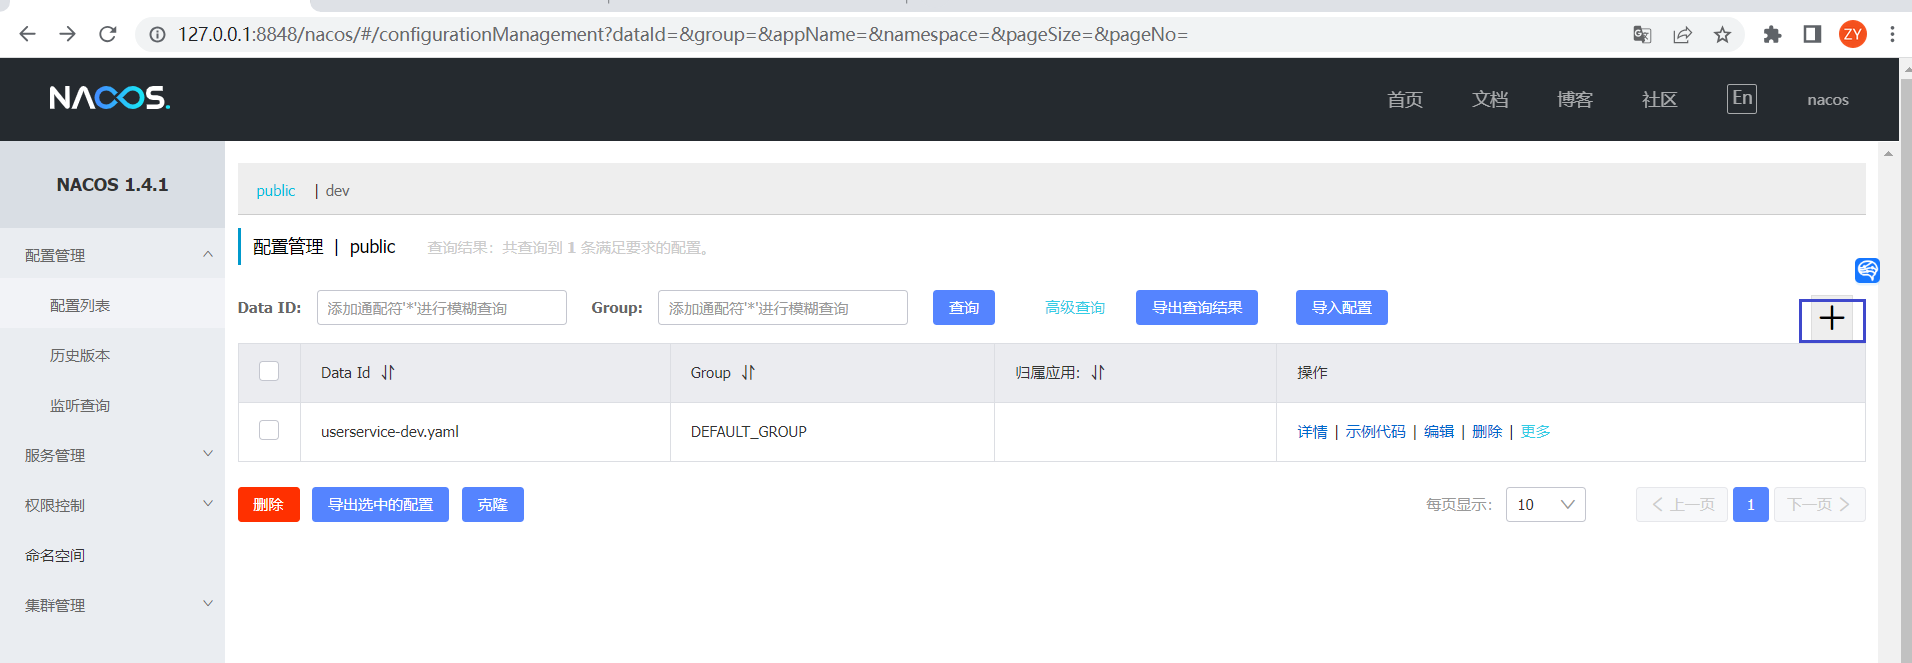 127.0.0.1:8848/nacos/#/configurationManagement?dataId=&group=&appName=&namespace=&pageSize=&pageNo=
ZY
NACOS.
首页 文档 博客 社区 En nacos
NACOS 1.4.1
配置管理
配置列表
历史版本
监听查询
服务管理
权限控制
命名空间
集群管理
public | dev
配置管理 | public 查询结果：共查询到 1 条满足要求的配置。
Data ID: 添加通配符'*'进行模糊查询 Group: 添加通配符'*'进行模糊查询 查询 高级查询 导出查询结果 导入配置
Data Id Group 归属应用: 操作
userservice-dev.yaml DEFAULT_GROUP 详情 | 示例代码 | 编辑 | 删除 | 更多
删除 导出选中的配置 克隆 每页显示: 10 上一页 1 下一页